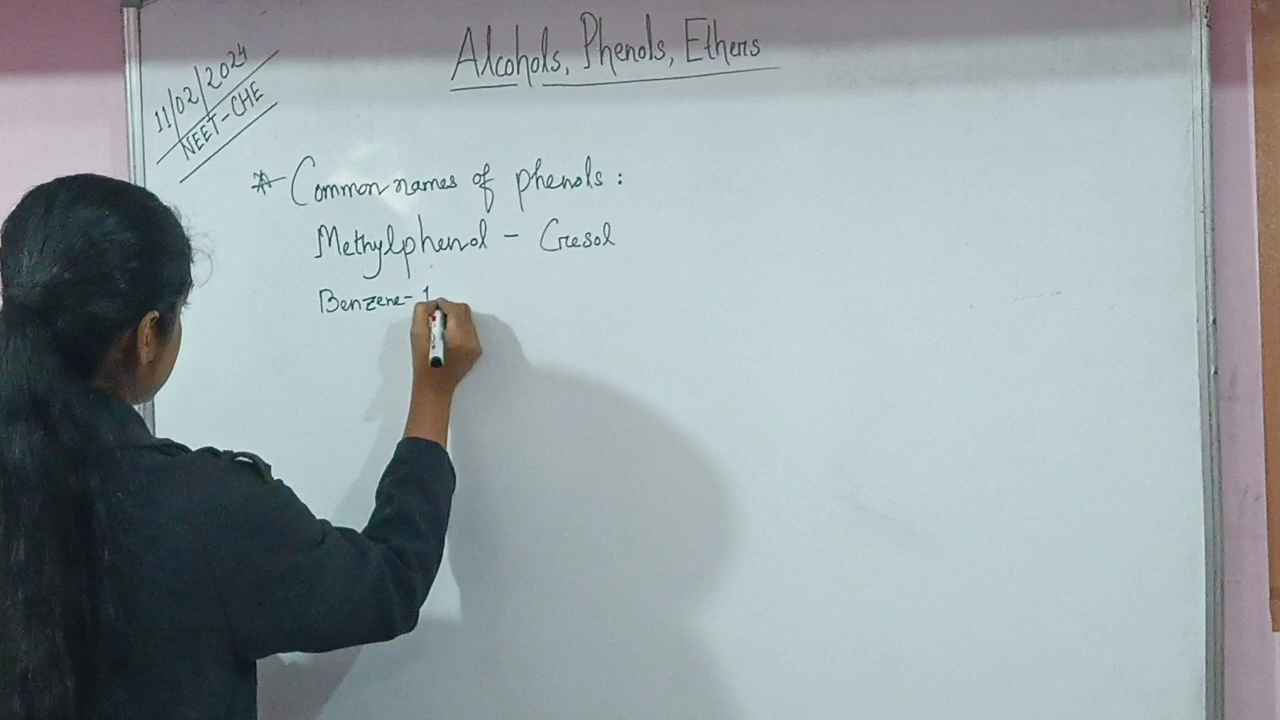 Alcohols, Phenols, Ethers
11/02/2024
NEET-CHE
* Common names of phenols :
Methylphenol - Cresol
Benzene- 1